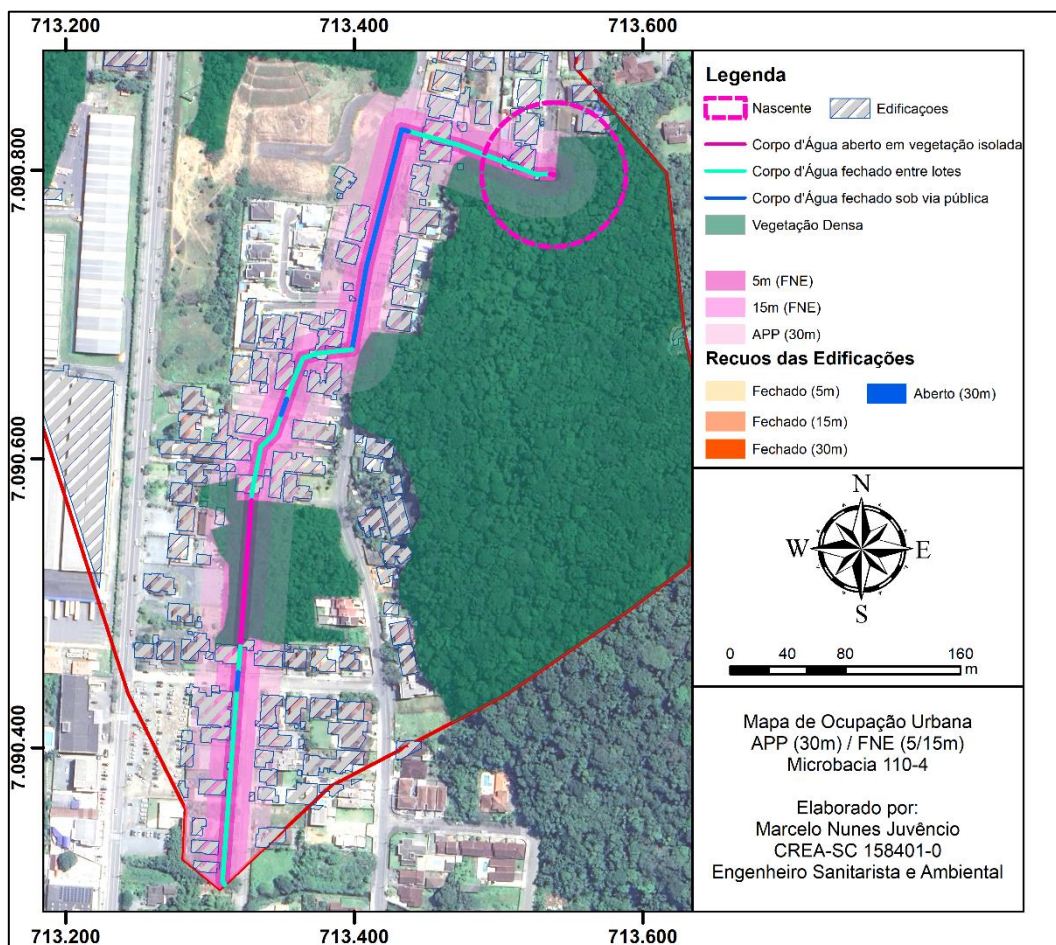 713.200
713.400
713.600
7.090.800
7.090.600
7.090.400
Legenda
Nascente
Edificaçoes
Corpo d'Água aberto em vegetação isolada
Corpo d'Água fechado entre lotes
Corpo d'Água fechado sob via pública
Vegetação Densa
5m (FNE)
15m (FNE)
APP (30m)
Recuos das Edificações
Fechado (5m)
Aberto (30m)
Fechado (15m)
Fechado (30m)
N
W
E
S
0 40 80 160
m
Mapa de Ocupação Urbana
APP (30m) / FNE (5/15m)
Microbacia 110-4
Elaborado por:
Marcelo Nunes Juvêncio
CREA-SC 158401-0
Engenheiro Sanitarista e Ambiental
713.200
713.400
713.600